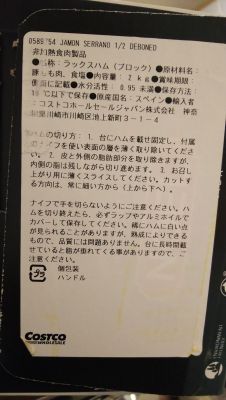 0589'54 JAMON SERRANO 1/2 DEBONED
非加熱食肉製品
●名称：ラックスハム（ブロック）●原材料名：
豚もも肉、食塩●内容量：2 kg●賞味期限：
側面に記載●水分活性：0.95 未満●保存方法：
10℃以下で保存●原産国名：スペイン●輸入者
：コストコホールセールジャパン株式会社 神奈
川県川崎市川崎区池上新町3－1－4
ハムの切り方：1. 台にハムを載せ固定し、付属
のナイフを使い表面の層を薄く取り除いてくださ
い。2. 皮と外側の脂肪部分を取り除きますが、
内側の脂は残しながら切り進めます。3. お召し
上がり用に薄くスライスしてください。カットす
る方向は、常に細い方から（上から下へ）。
ナイフで手を切らないようにご注意ください。ハ
ムを切り終えたら、必ずラップやアルミホイルで
カバーして保存してください。稀にハムに白い点
が見られることがありますが、熟成によりできる
もので、品質には問題ありません。台に長時間載
せていると脂が垂れてくる事がありますので、ご
注意ください。
プラ
個包装
ハンドル
COSTCO
WHOLESALE